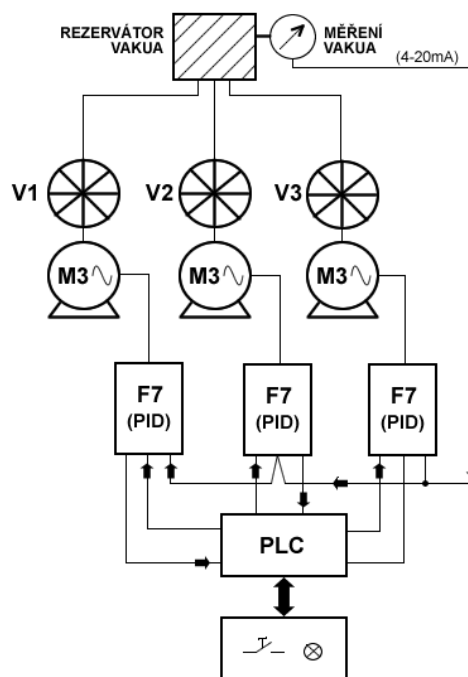 REZERVÁTOR
VAKUA
MĚŘENÍ
VAKUA
(4-20mA)
V1
V2
V3
M3
M3
M3
F7
(PID)
F7
(PID)
F7
(PID)
PLC